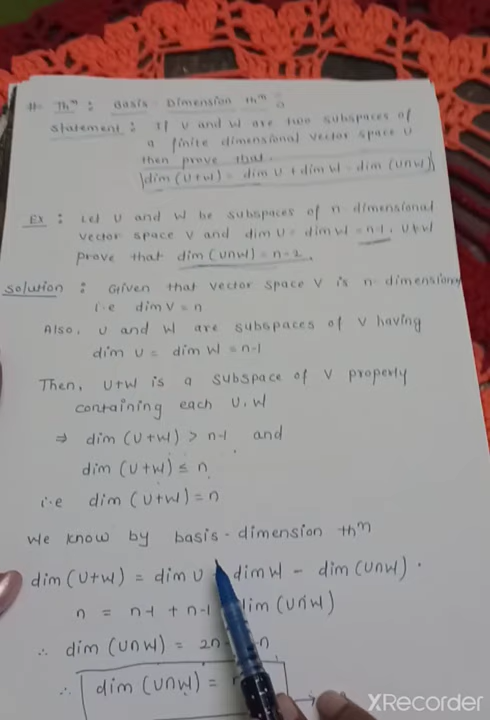 # Thm : Basis - Dimension thm :
Statement : If U and W are two subspaces of
a finite dimensional vector space U
then prove that
dim (U+W) = dim U + dim W - dim (U∩W)
Ex : Let U and W be subspaces of n-dimensional
vector space V and dim U = dim W = n-1, U≠W
prove that dim (U∩W) = n-2.
Solution : Given that vector space V is n-dimension
i.e dim V = n
Also, U and W are subspaces of V having
dim U = dim W = n-1
Then, U+W is a subspace of V property
containing each U, W
⇒ dim (U+W) > n-1 and
dim (U+W) ≤ n
i.e dim (U+W) = n
We know by basis-dimension thm
dim (U+W) = dim U dim W - dim (U∩W).
n = n-1 + n-1 dim (U∩W)
∴ dim (U∩W) = 2n n
∴ dim (U∩W) =
XRecorder